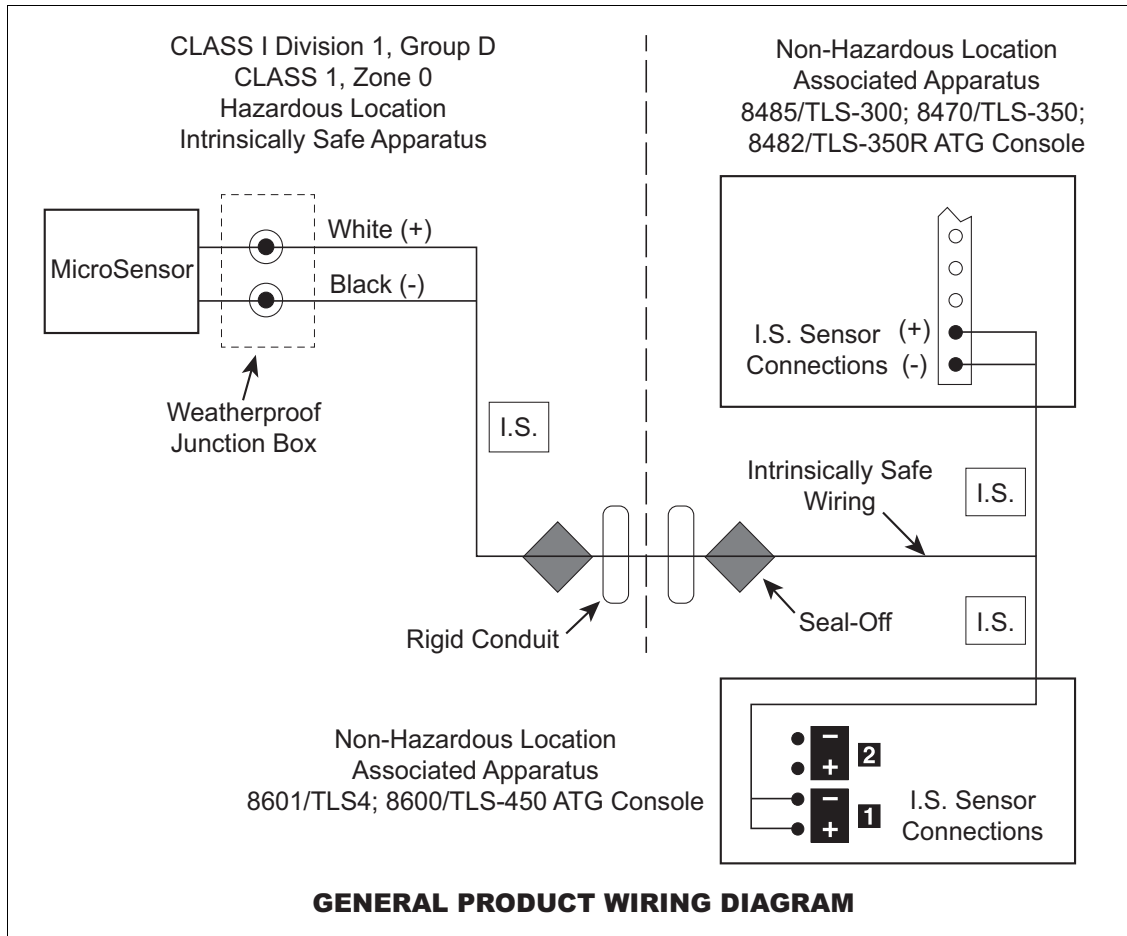 CLASS I Division 1, Group D
CLASS 1, Zone 0
Hazardous Location
Intrinsically Safe Apparatus
Non-Hazardous Location
Associated Apparatus
8485/TLS-300; 8470/TLS-350;
8482/TLS-350R ATG Console
MicroSensor
White (+)
Black (-)
Weatherproof
Junction Box
I.S.
I.S. Sensor (+)
Connections (-)
Intrinsically Safe
Wiring
I.S.
Rigid Conduit
Seal-Off
I.S.
Non-Hazardous Location
Associated Apparatus
8601/TLS4; 8600/TLS-450 ATG Console
− 2
+
− 1
+
I.S. Sensor
Connections
GENERAL PRODUCT WIRING DIAGRAM